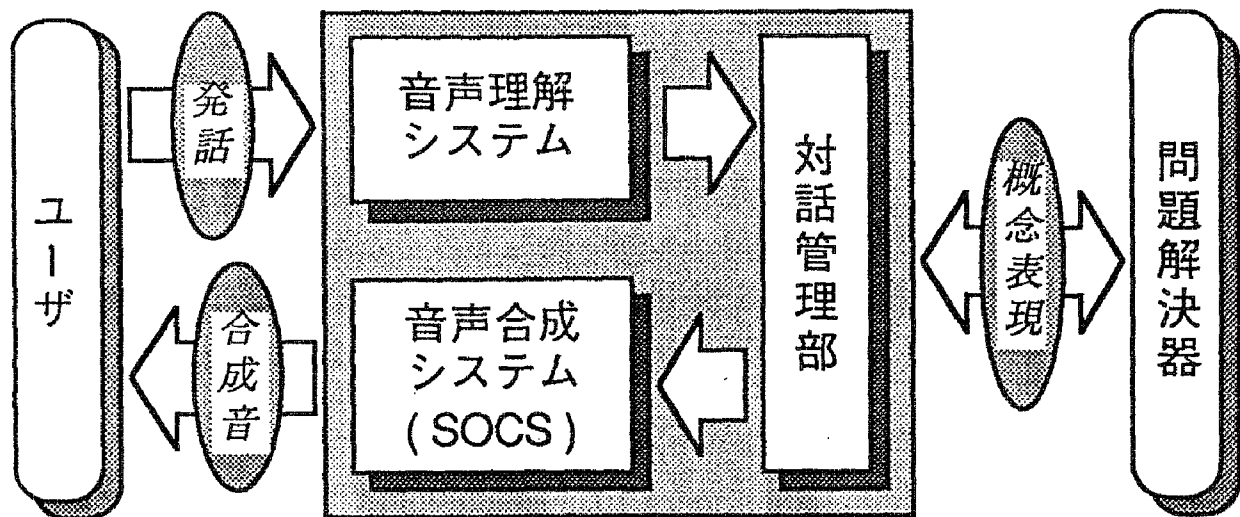 ユーザ
発話
音声理解
システム
対話管理部
概念表現
問題解決器
合成音
音声合成
システム
( SOCS )